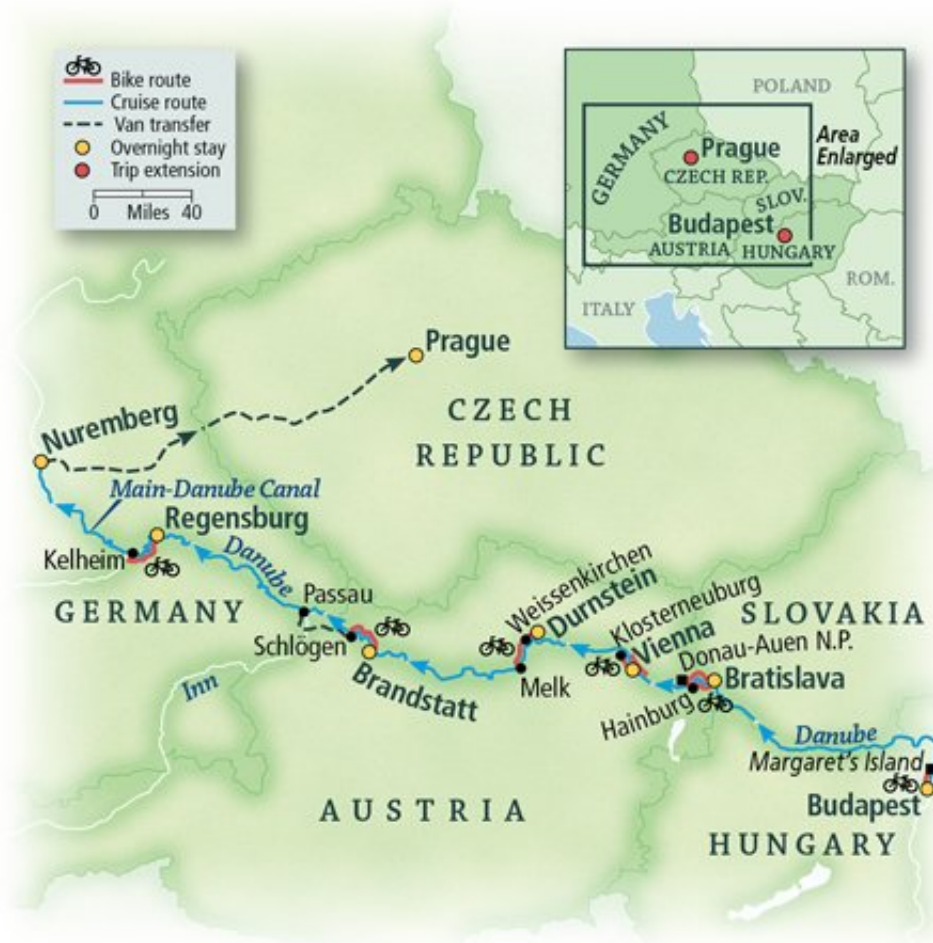 Bike route
Cruise route
Van transfer
Overnight stay
Trip extension
0 Miles 40
POLAND
Area
Enlarged
GERMANY
Prague
CZECH REP.
SLOV.
Budapest
AUSTRIA HUNGARY
ROM.
ITALY
Prague
CZECH
REPUBLIC
Nuremberg
Main-Danube Canal
Regensburg
Kelheim
Danube
GERMANY
Passau
Schlögen
Brandstatt
Inn
Weissenkirchen
Durnstein
Melk
Klosterneuburg
Vienna
SLOVAKIA
Donau-Auen N.P.
Bratislava
Hainburg
Danube
Margaret's Island
Budapest
AUSTRIA
HUNGARY